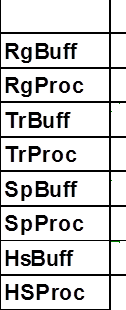 RgBuff
RgProc
TrBuff
TrProc
SpBuff
SpProc
HsBuff
HSProc